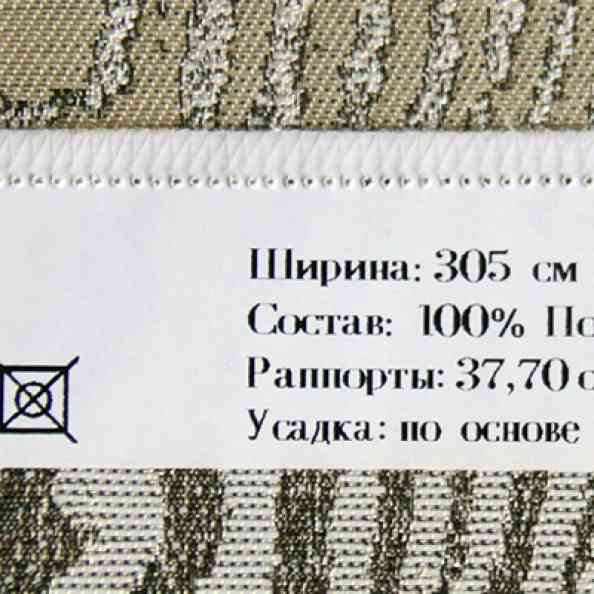 Ширина: 305 см
Состав: 100%
Раппорты: 37,70
Усадка: по основе